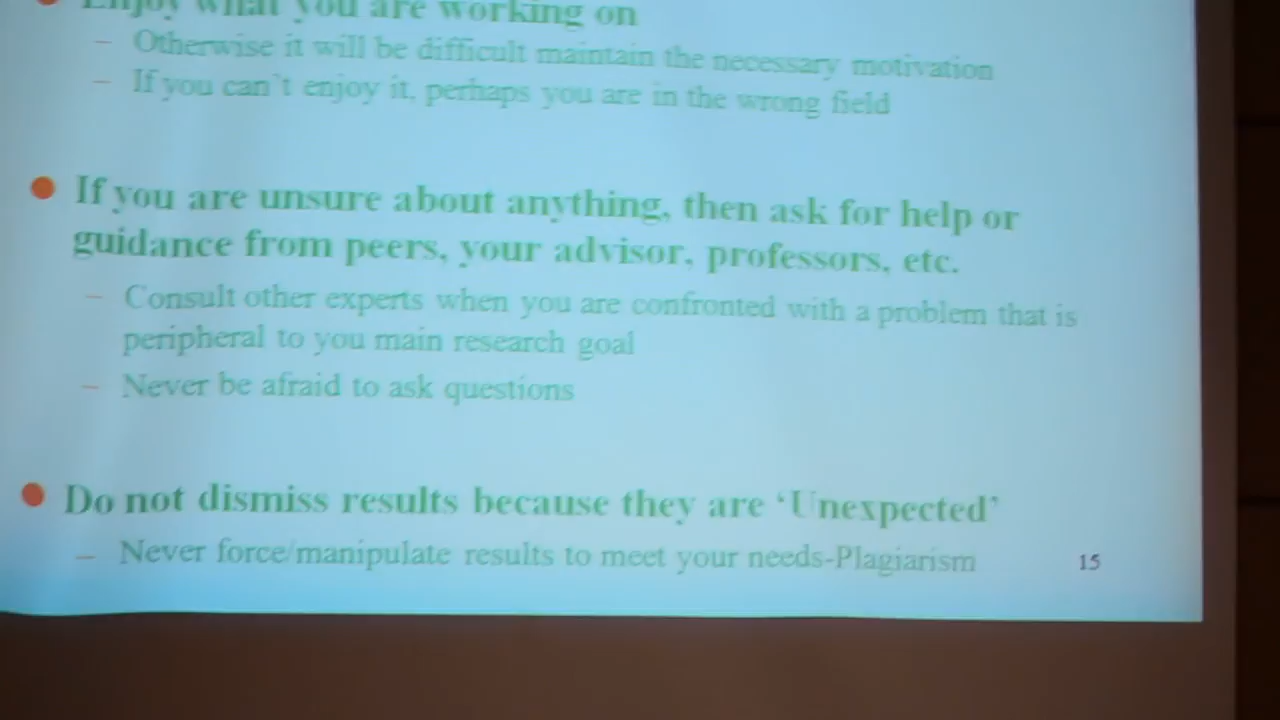 Enjoy what you are working on
– Otherwise it will be difficult maintain the necessary motivation
– If you can't enjoy it, perhaps you are in the wrong field
● If you are unsure about anything, then ask for help or
guidance from peers, your advisor, professors, etc.
– Consult other experts when you are confronted with a problem that is
peripheral to you main research goal
– Never be afraid to ask questions
● Do not dismiss results because they are ‘Unexpected’
– Never force/manipulate results to meet your needs-Plagiarism
15